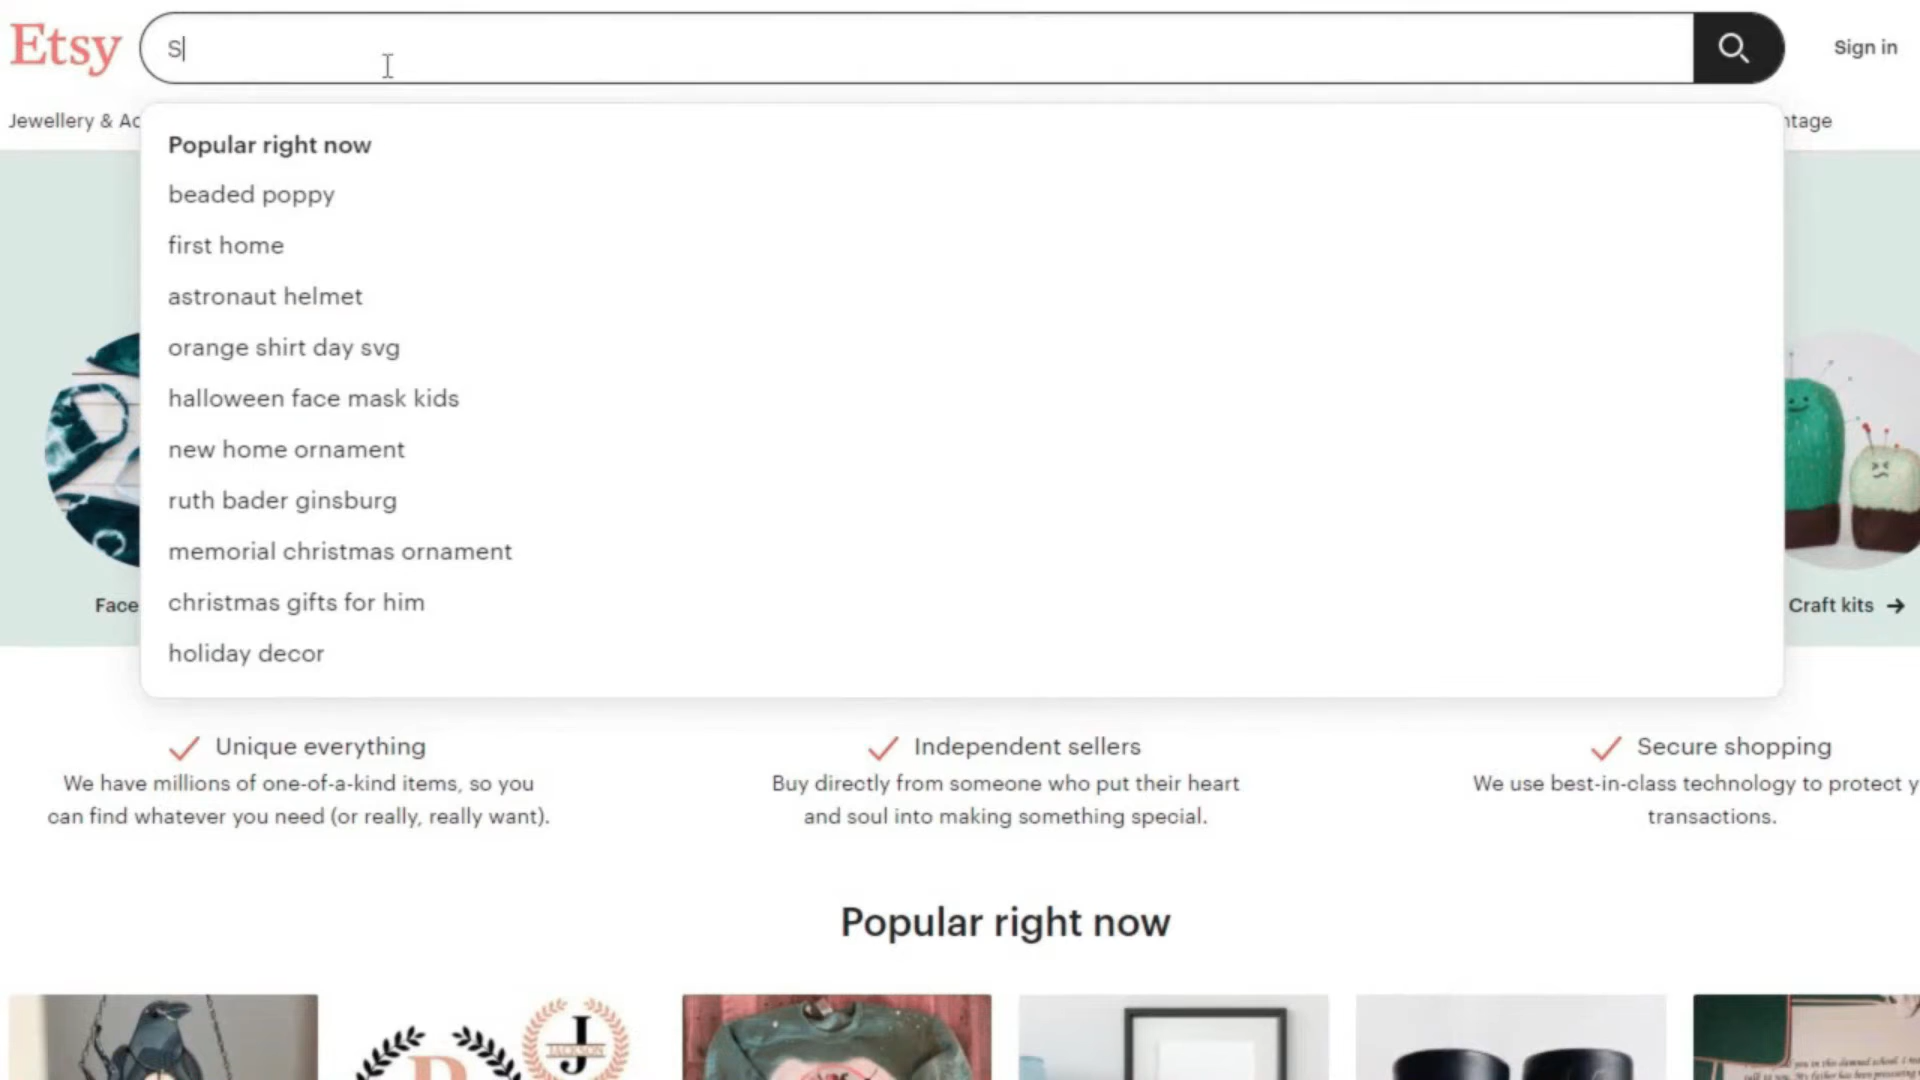 Etsy
S
Sign in
Jewellery & Ac
ntage
Popular right now
beaded poppy
first home
astronaut helmet
orange shirt day svg
halloween face mask kids
new home ornament
ruth bader ginsburg
memorial christmas ornament
christmas gifts for him
holiday decor
Face
Craft kits →
Unique everything
We have millions of one-of-a-kind items, so you
can find whatever you need (or really, really want).
Independent sellers
Buy directly from someone who put their heart
and soul into making something special.
Secure shopping
We use best-in-class technology to protect y
transactions.
Popular right now
J
JACKSON